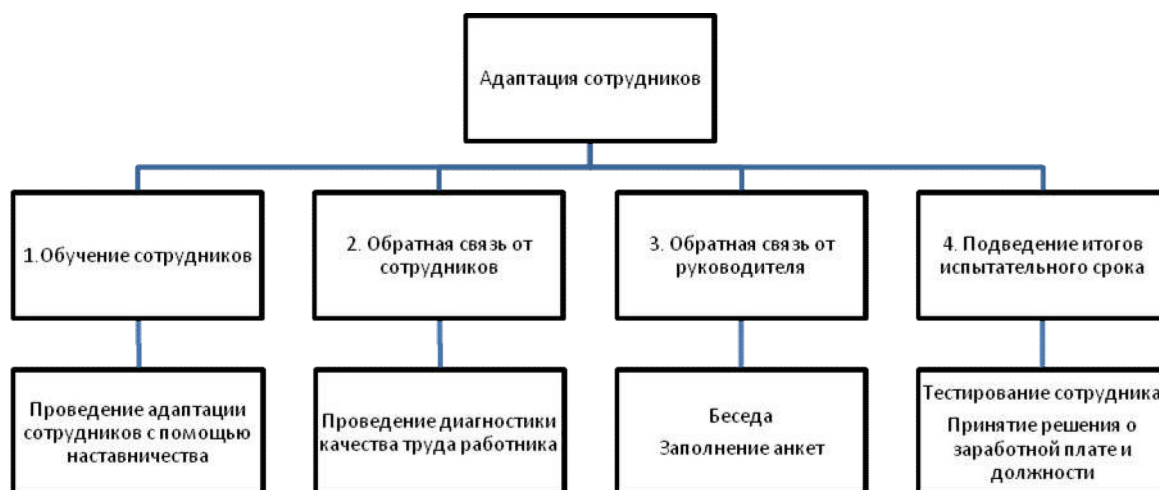 Адаптация сотрудников
1.Обучение сотрудников
2. Обратная связь от
сотрудников
3. Обратная связь от
руководителя
4. Подведение итогов
испытательного срока
Проведение адаптации
сотрудников с помощью
наставничества
Проведение диагностики
качества труда работника
Беседа
Заполнение анкет
Тестирование сотрудника
Принятие решения о
заработной плате и
должности